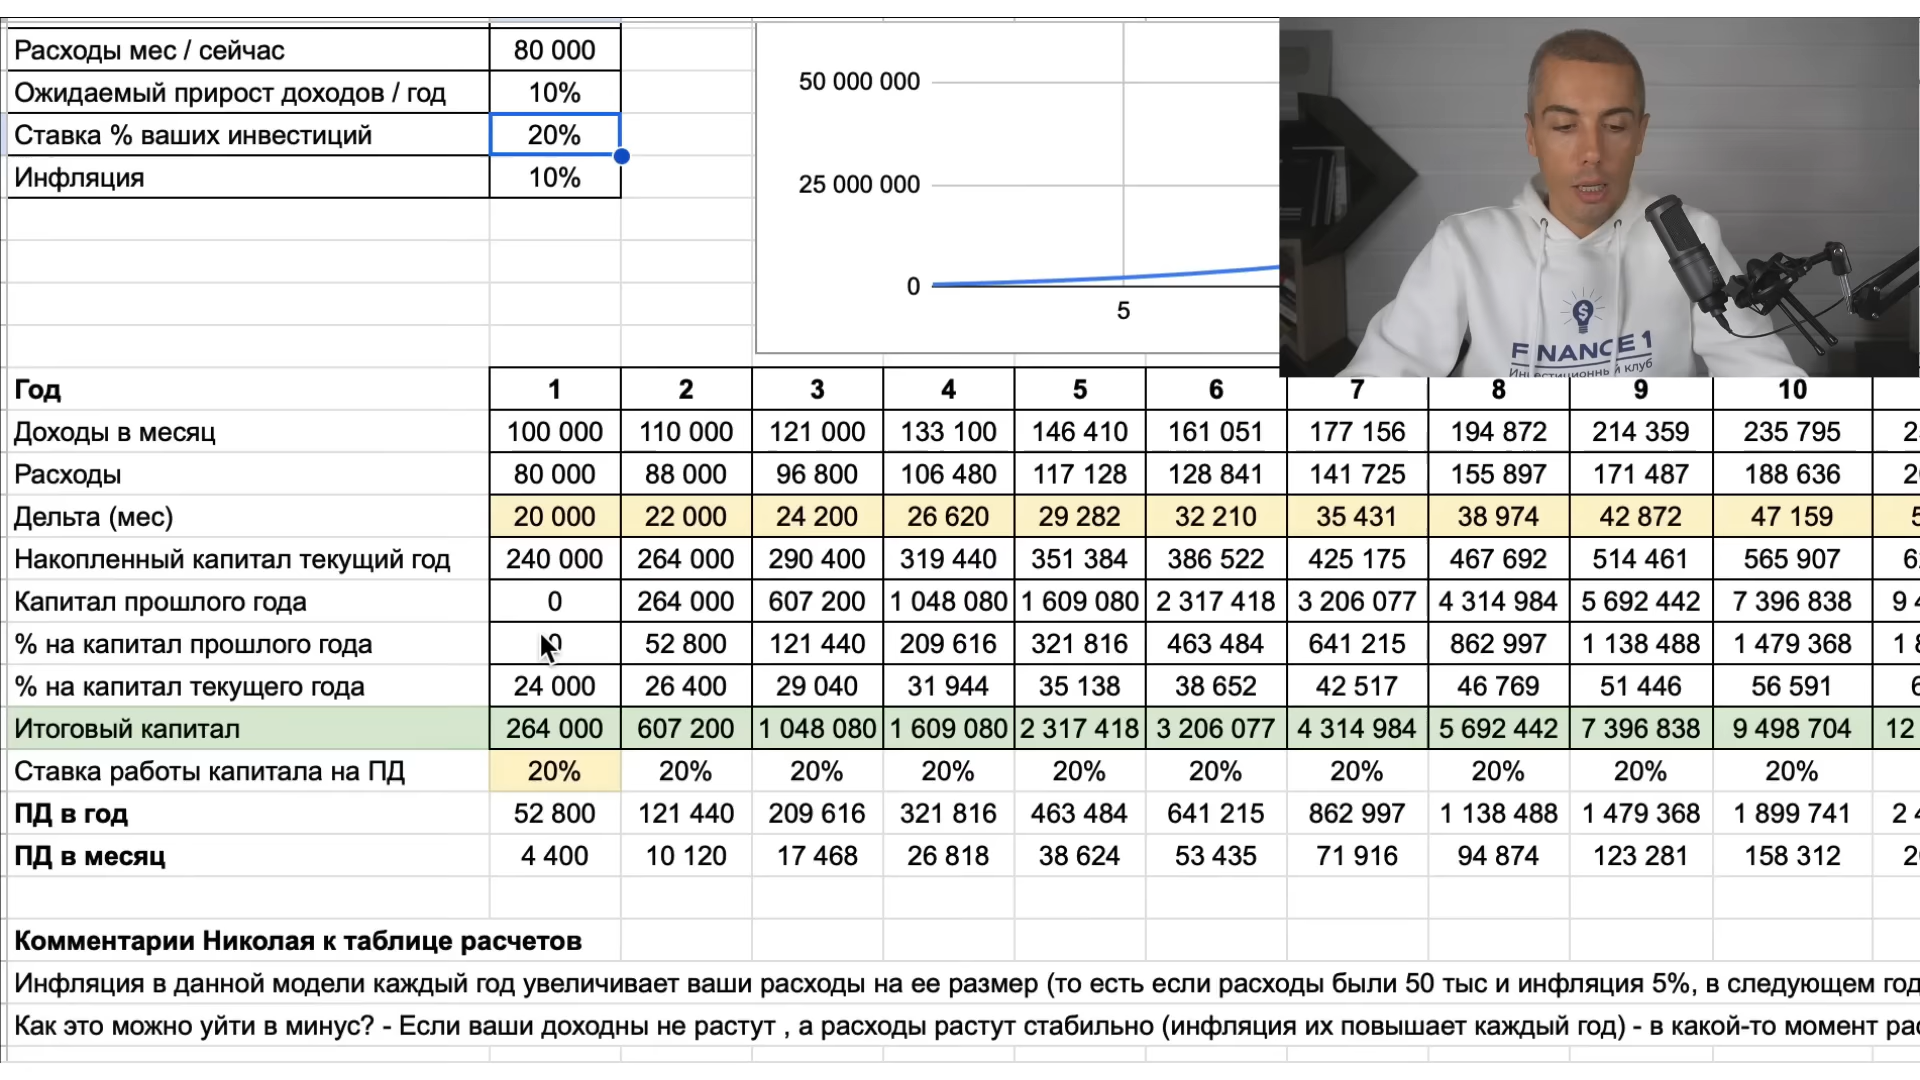 Расходы мес / сейчас 80 000
Ожидаемый прирост доходов / год 10%
Ставка % ваших инвестиций 20%
Инфляция 10%
50 000 000
25 000 000
0
5
FINANCE 1
Инвестиционный клуб
Год 1 2 3 4 5 6 7 8 9 10
Доходы в месяц 100 000 110 000 121 000 133 100 146 410 161 051 177 156 194 872 214 359 235 795
Расходы 80 000 88 000 96 800 106 480 117 128 128 841 141 725 155 897 171 487 188 636
Дельта (мес) 20 000 22 000 24 200 26 620 29 282 32 210 35 431 38 974 42 872 47 159
Накопленный капитал текущий год 240 000 264 000 290 400 319 440 351 384 386 522 425 175 467 692 514 461 565 907
Капитал прошлого года 0 264 000 607 200 1 048 080 1 609 080 2 317 418 3 206 077 4 314 984 5 692 442 7 396 838
% на капитал прошлого года 0 52 800 121 440 209 616 321 816 463 484 641 215 862 997 1 138 488 1 479 368
% на капитал текущего года 24 000 26 400 29 040 31 944 35 138 38 652 42 517 46 769 51 446 56 591
Итоговый капитал 264 000 607 200 1 048 080 1 609 080 2 317 418 3 206 077 4 314 984 5 692 442 7 396 838 9 498 704 12
Ставка работы капитала на ПД 20% 20% 20% 20% 20% 20% 20% 20% 20% 20%
ПД в год 52 800 121 440 209 616 321 816 463 484 641 215 862 997 1 138 488 1 479 368 1 899 741
ПД в месяц 4 400 10 120 17 468 26 818 38 624 53 435 71 916 94 874 123 281 158 312
Комментарии Николая к таблице расчетов
Инфляция в данной модели каждый год увеличивает ваши расходы на ее размер (то есть если расходы были 50 тыс и инфляция 5%, в следующем год
Как это можно уйти в минус? - Если ваши доходны не растут , а расходы растут стабильно (инфляция их повышает каждый год) - в какой-то момент ра